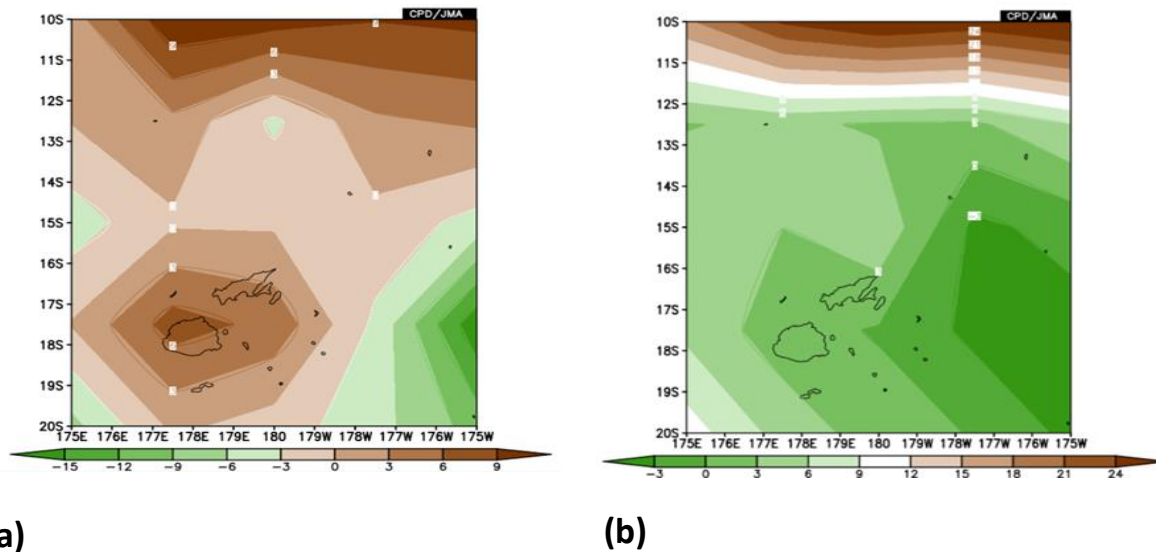 CPD/JMA
10S
11S
12S
13S
14S
15S
16S
17S
18S
19S
20S
175E 176E 177E 178E 179E 180 179W 178W 177W 176W 175W
−15 −12 −9 −6 −3 0 3 6 9
a)
CPD/JMA
10S
11S
12S
13S
14S
15S
16S
17S
18S
19S
20S
175E 176E 177E 178E 179E 180 179W 178W 177W 176W 175W
−3 0 3 6 9 12 15 18 21 24
(b)